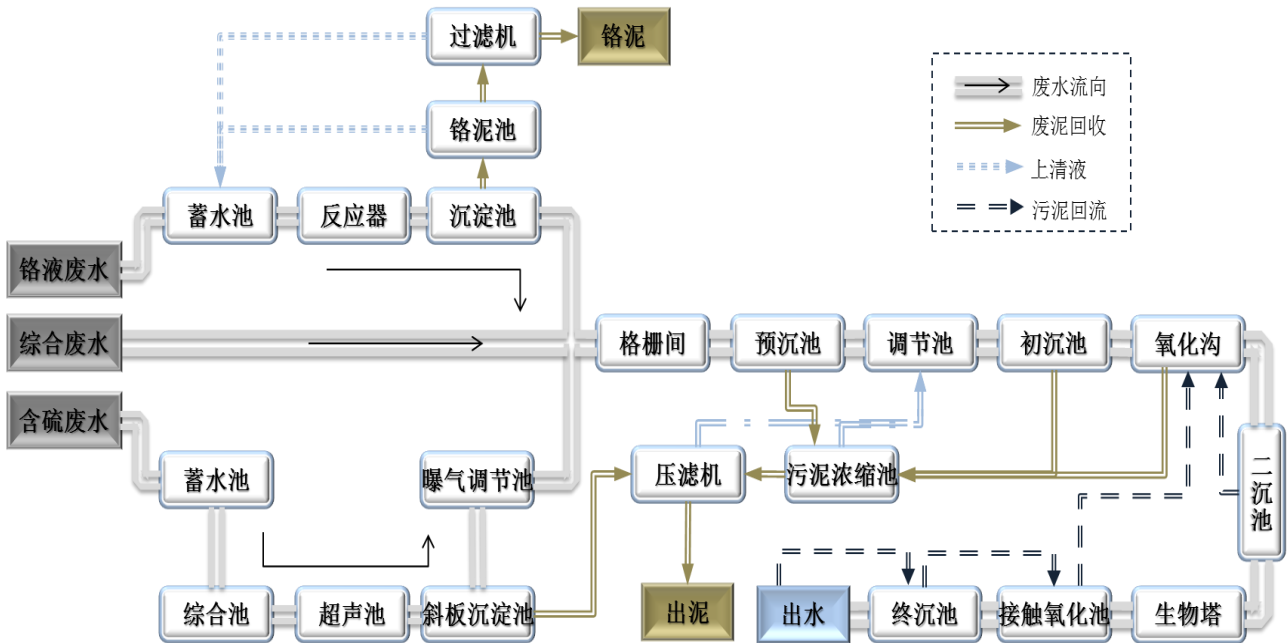 过滤机
铬泥
铬泥池
蓄水池
反应器
沉淀池
废水流向
废泥回收
上清液
污泥回流
铬液废水
综合废水
含硫废水
格栅间
预沉池
调节池
初沉池
氧化沟
蓄水池
曝气调节池
压滤机
污泥浓缩池
二沉池
综合池
超声池
斜板沉淀池
出泥
出水
终沉池
接触氧化池
生物塔